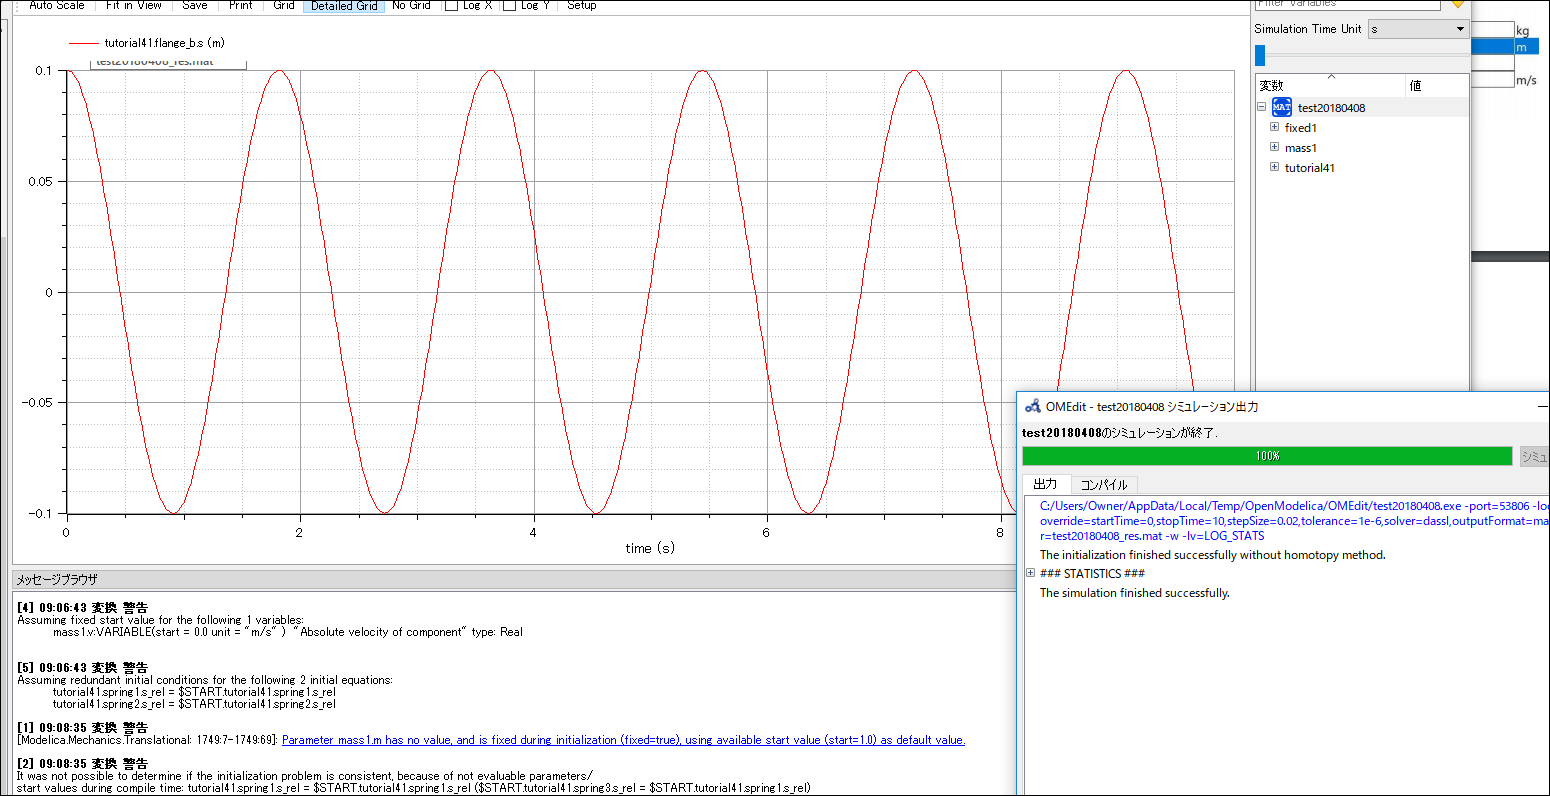 Auto Scale Fit in View Save Print Grid Detailed Grid No Grid Log X Log Y Setup
Filter Variables
Simulation Time Unit s
kg
m
m/s
変数 値
MAT test20180408
fixed1
mass1
tutorial41
tutorial41.flange_b.s (m)
test20180408_res.mat
0.1
0.05
0
-0.05
-0.1
0 2 4 6 8
time (s)
メッセージブラウザ
[4] 09:06:43 変換 警告
Assuming fixed start value for the following 1 variables:
mass1.v:VARIABLE(start = 0.0 unit = "m/s" ) "Absolute velocity of component" type: Real
[5] 09:06:43 変換 警告
Assuming redundant initial conditions for the following 2 initial equations:
tutorial41.spring1.s_rel = $START.tutorial41.spring1.s_rel
tutorial41.spring2.s_rel = $START.tutorial41.spring2.s_rel
[1] 09:08:35 変換 警告
[Modelica.Mechanics.Translational: 1749:7-1749:69]: Parameter mass1.m has no value, and is fixed during initialization (fixed=true), using available start value (start=1.0) as default value.
[2] 09:08:35 変換 警告
It was not possible to determine if the initialization problem is consistent, because of not evaluable parameters/
start values during compile time: tutorial41.spring1.s_rel = $START.tutorial41.spring1.s_rel ($START.tutorial41.spring3.s_rel = $START.tutorial41.spring1.s_rel)
OMEdit - test20180408 シミュレーション出力
test20180408のシミュレーションが終了.
100%
シミュ
出力 コンパイル
C:/Users/Owner/AppData/Local/Temp/OpenModelica/OMEdit/test20180408.exe -port=53806 -lo
override=startTime=0,stopTime=10,stepSize=0.02,tolerance=1e-6,solver=dassl,outputFormat=ma
r=test20180408_res.mat -w -lv=LOG_STATS
The initialization finished successfully without homotopy method.
### STATISTICS ###
The simulation finished successfully.